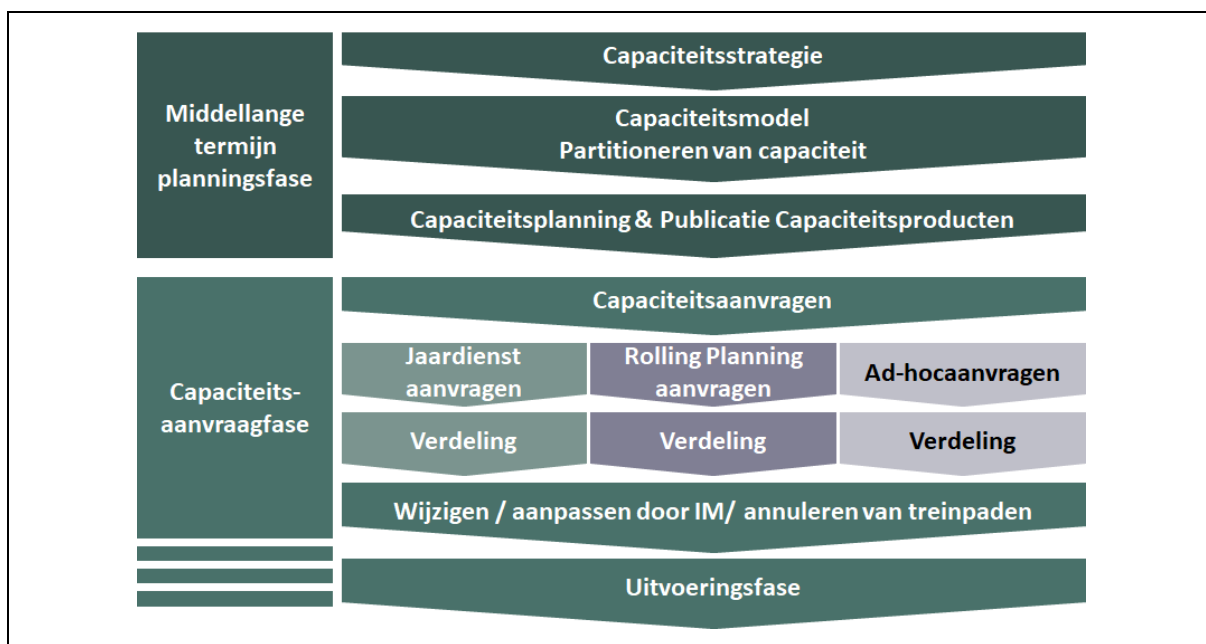 Middellange
termijn
planningsfase
Capaciteitsstrategie
Capaciteitsmodel
Partitioneren van capaciteit
Capaciteitsplanning & Publicatie Capaciteitsproducten
Capaciteits-
aanvraagfase
Capaciteitsaanvragen
Jaardienst
aanvragen
Rolling Planning
aanvragen
Ad-hocaanvragen
Verdeling
Verdeling
Verdeling
Wijzigen / aanpassen door IM/ annuleren van treinpaden
Uitvoeringsfase